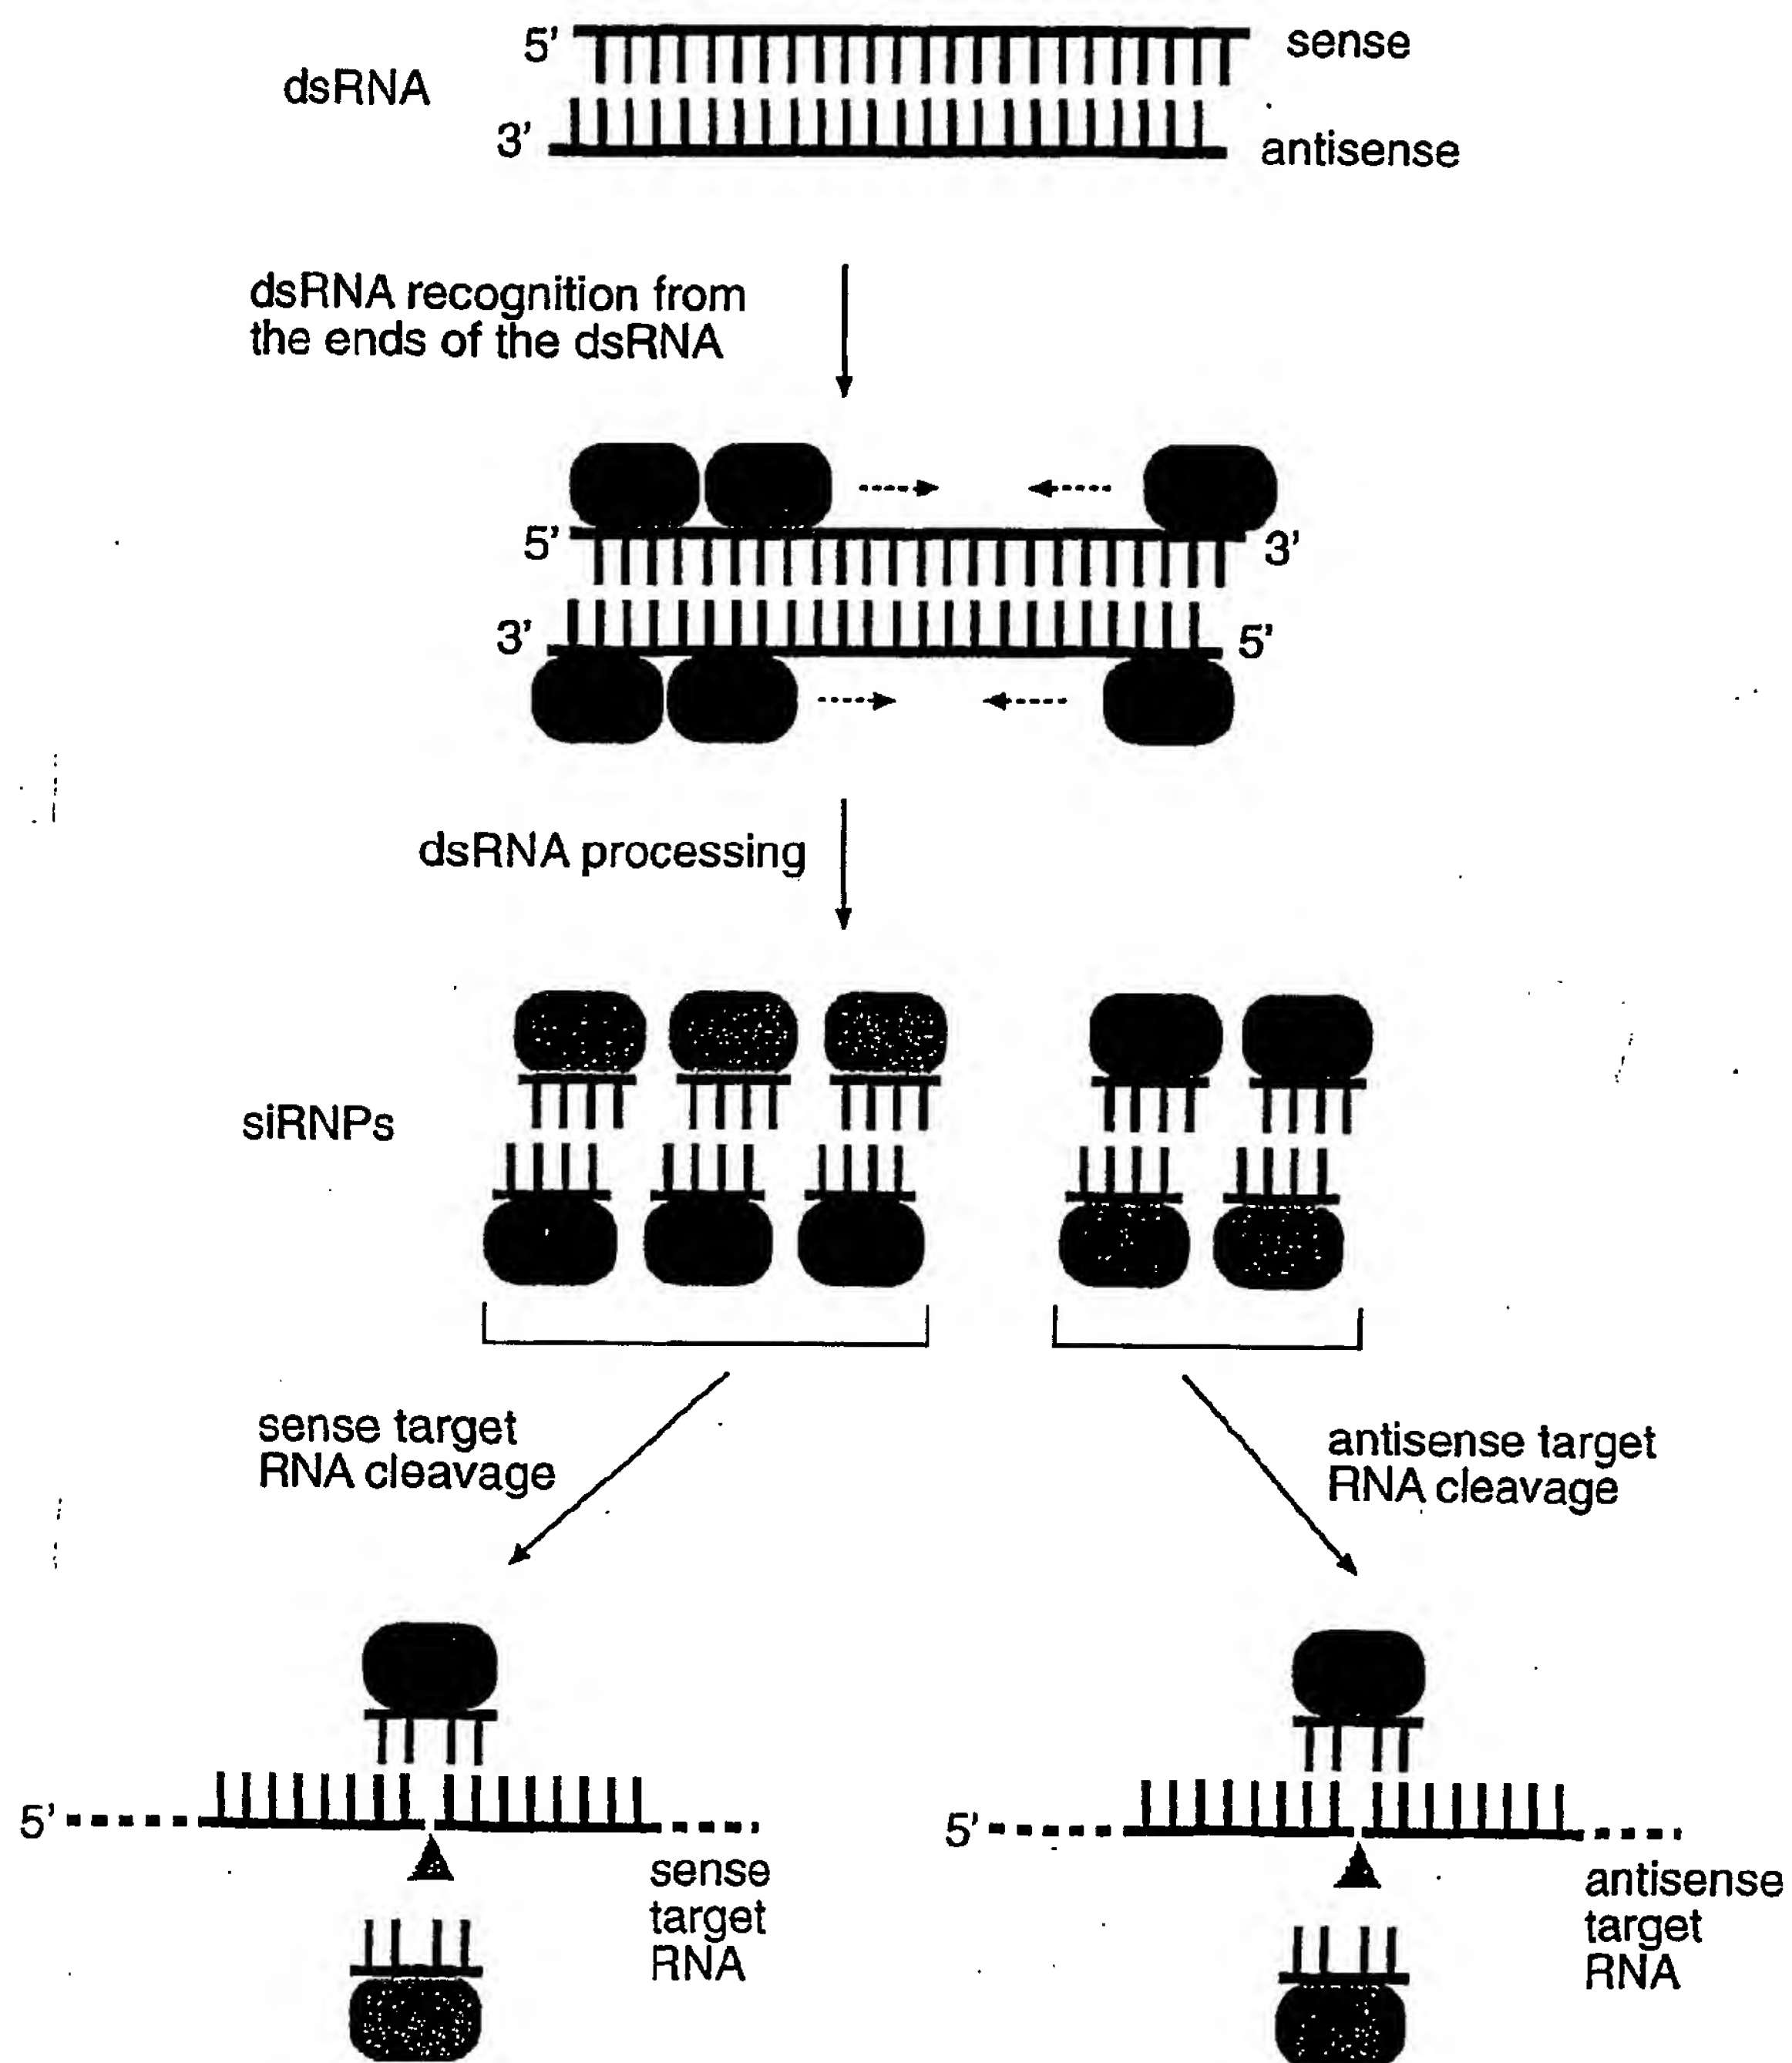 5' sense
dsRNA
3' antisense
dsRNA recognition from
the ends of the dsRNA
5' 3'
3' 5'
dsRNA processing
siRNPs
sense target
RNA cleavage
antisense target
RNA cleavage
5'
sense
target
RNA
5'
antisense
target
RNA